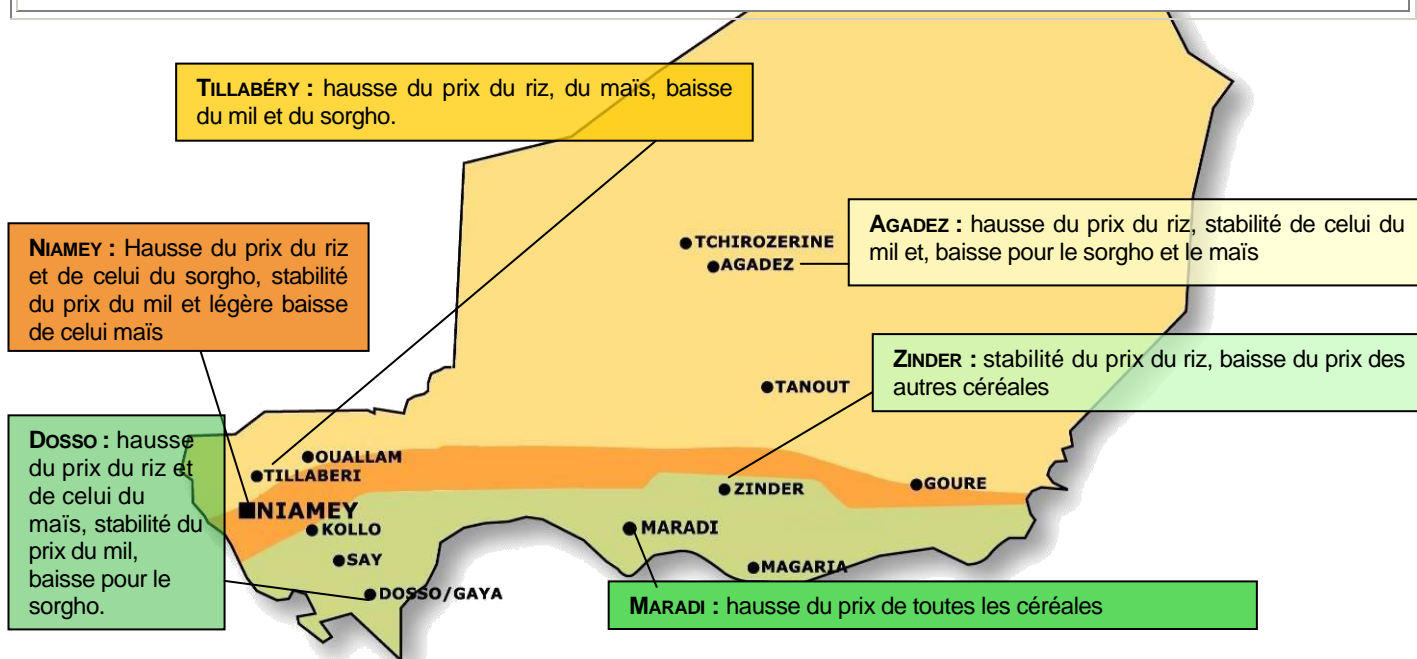 TILLABÉRY : hausse du prix du riz, du maïs, baisse
du mil et du sorgho.
NIAMEY : Hausse du prix du riz
et de celui du sorgho, stabilité
du prix du mil et légère baisse
de celui maïs
AGADEZ : hausse du prix du riz, stabilité de celui du
mil et, baisse pour le sorgho et le maïs
TCHIROZERINE
AGADEZ
ZINDER : stabilité du prix du riz, baisse du prix des
autres céréales
TANOUT
DOSSO : hausse
du prix du riz et
de celui du
maïs, stabilité du
prix du mil,
baisse pour le
sorgho.
OUALLAM
TILLABERI
NIAMEY
KOLLO
SAY
DOSSO/GAYA
ZINDER
GOURE
MARADI
MAGARIA
MARADI : hausse du prix de toutes les céréales